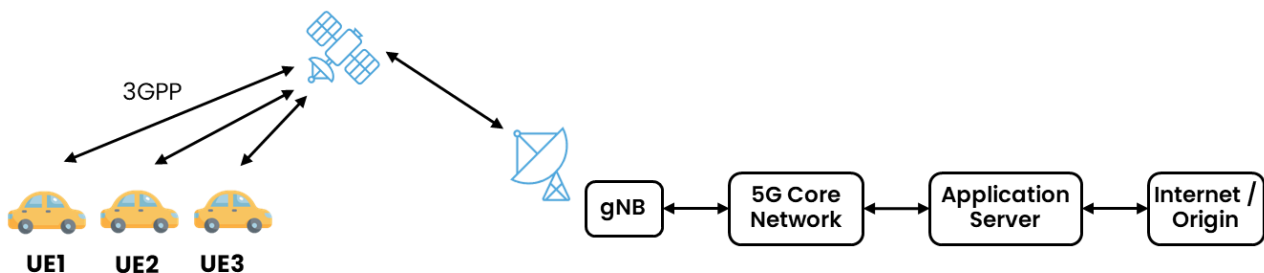 3GPP
UE1
UE2
UE3
gNB
5G Core
Network
Application
Server
Internet /
Origin